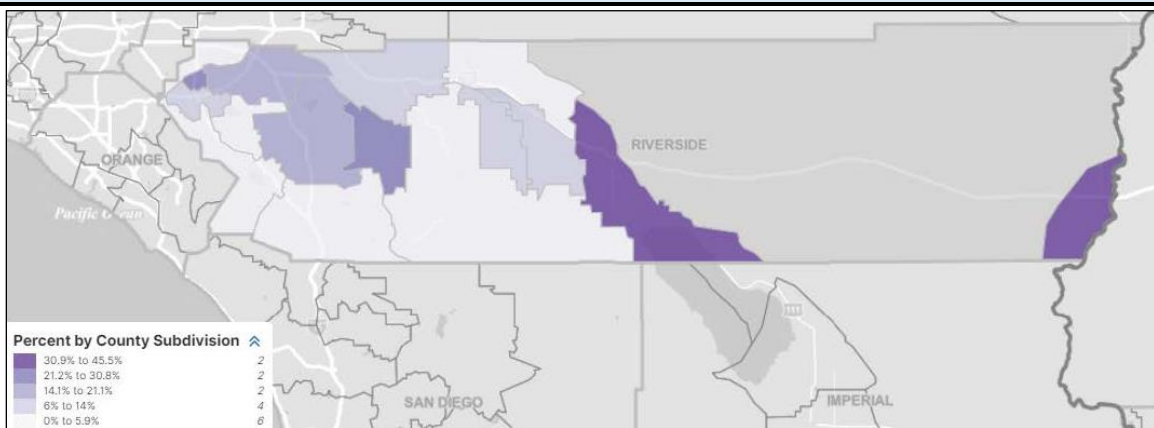 RIVERSIDE
ORANGE
Pacific Ocean
111
SAN DIEGO
IMPERIAL
Percent by County Subdivision
30.9% to 45.5% 2
21.2% to 30.8% 2
14.1% to 21.1% 2
6% to 14% 4
0% to 5.9% 6